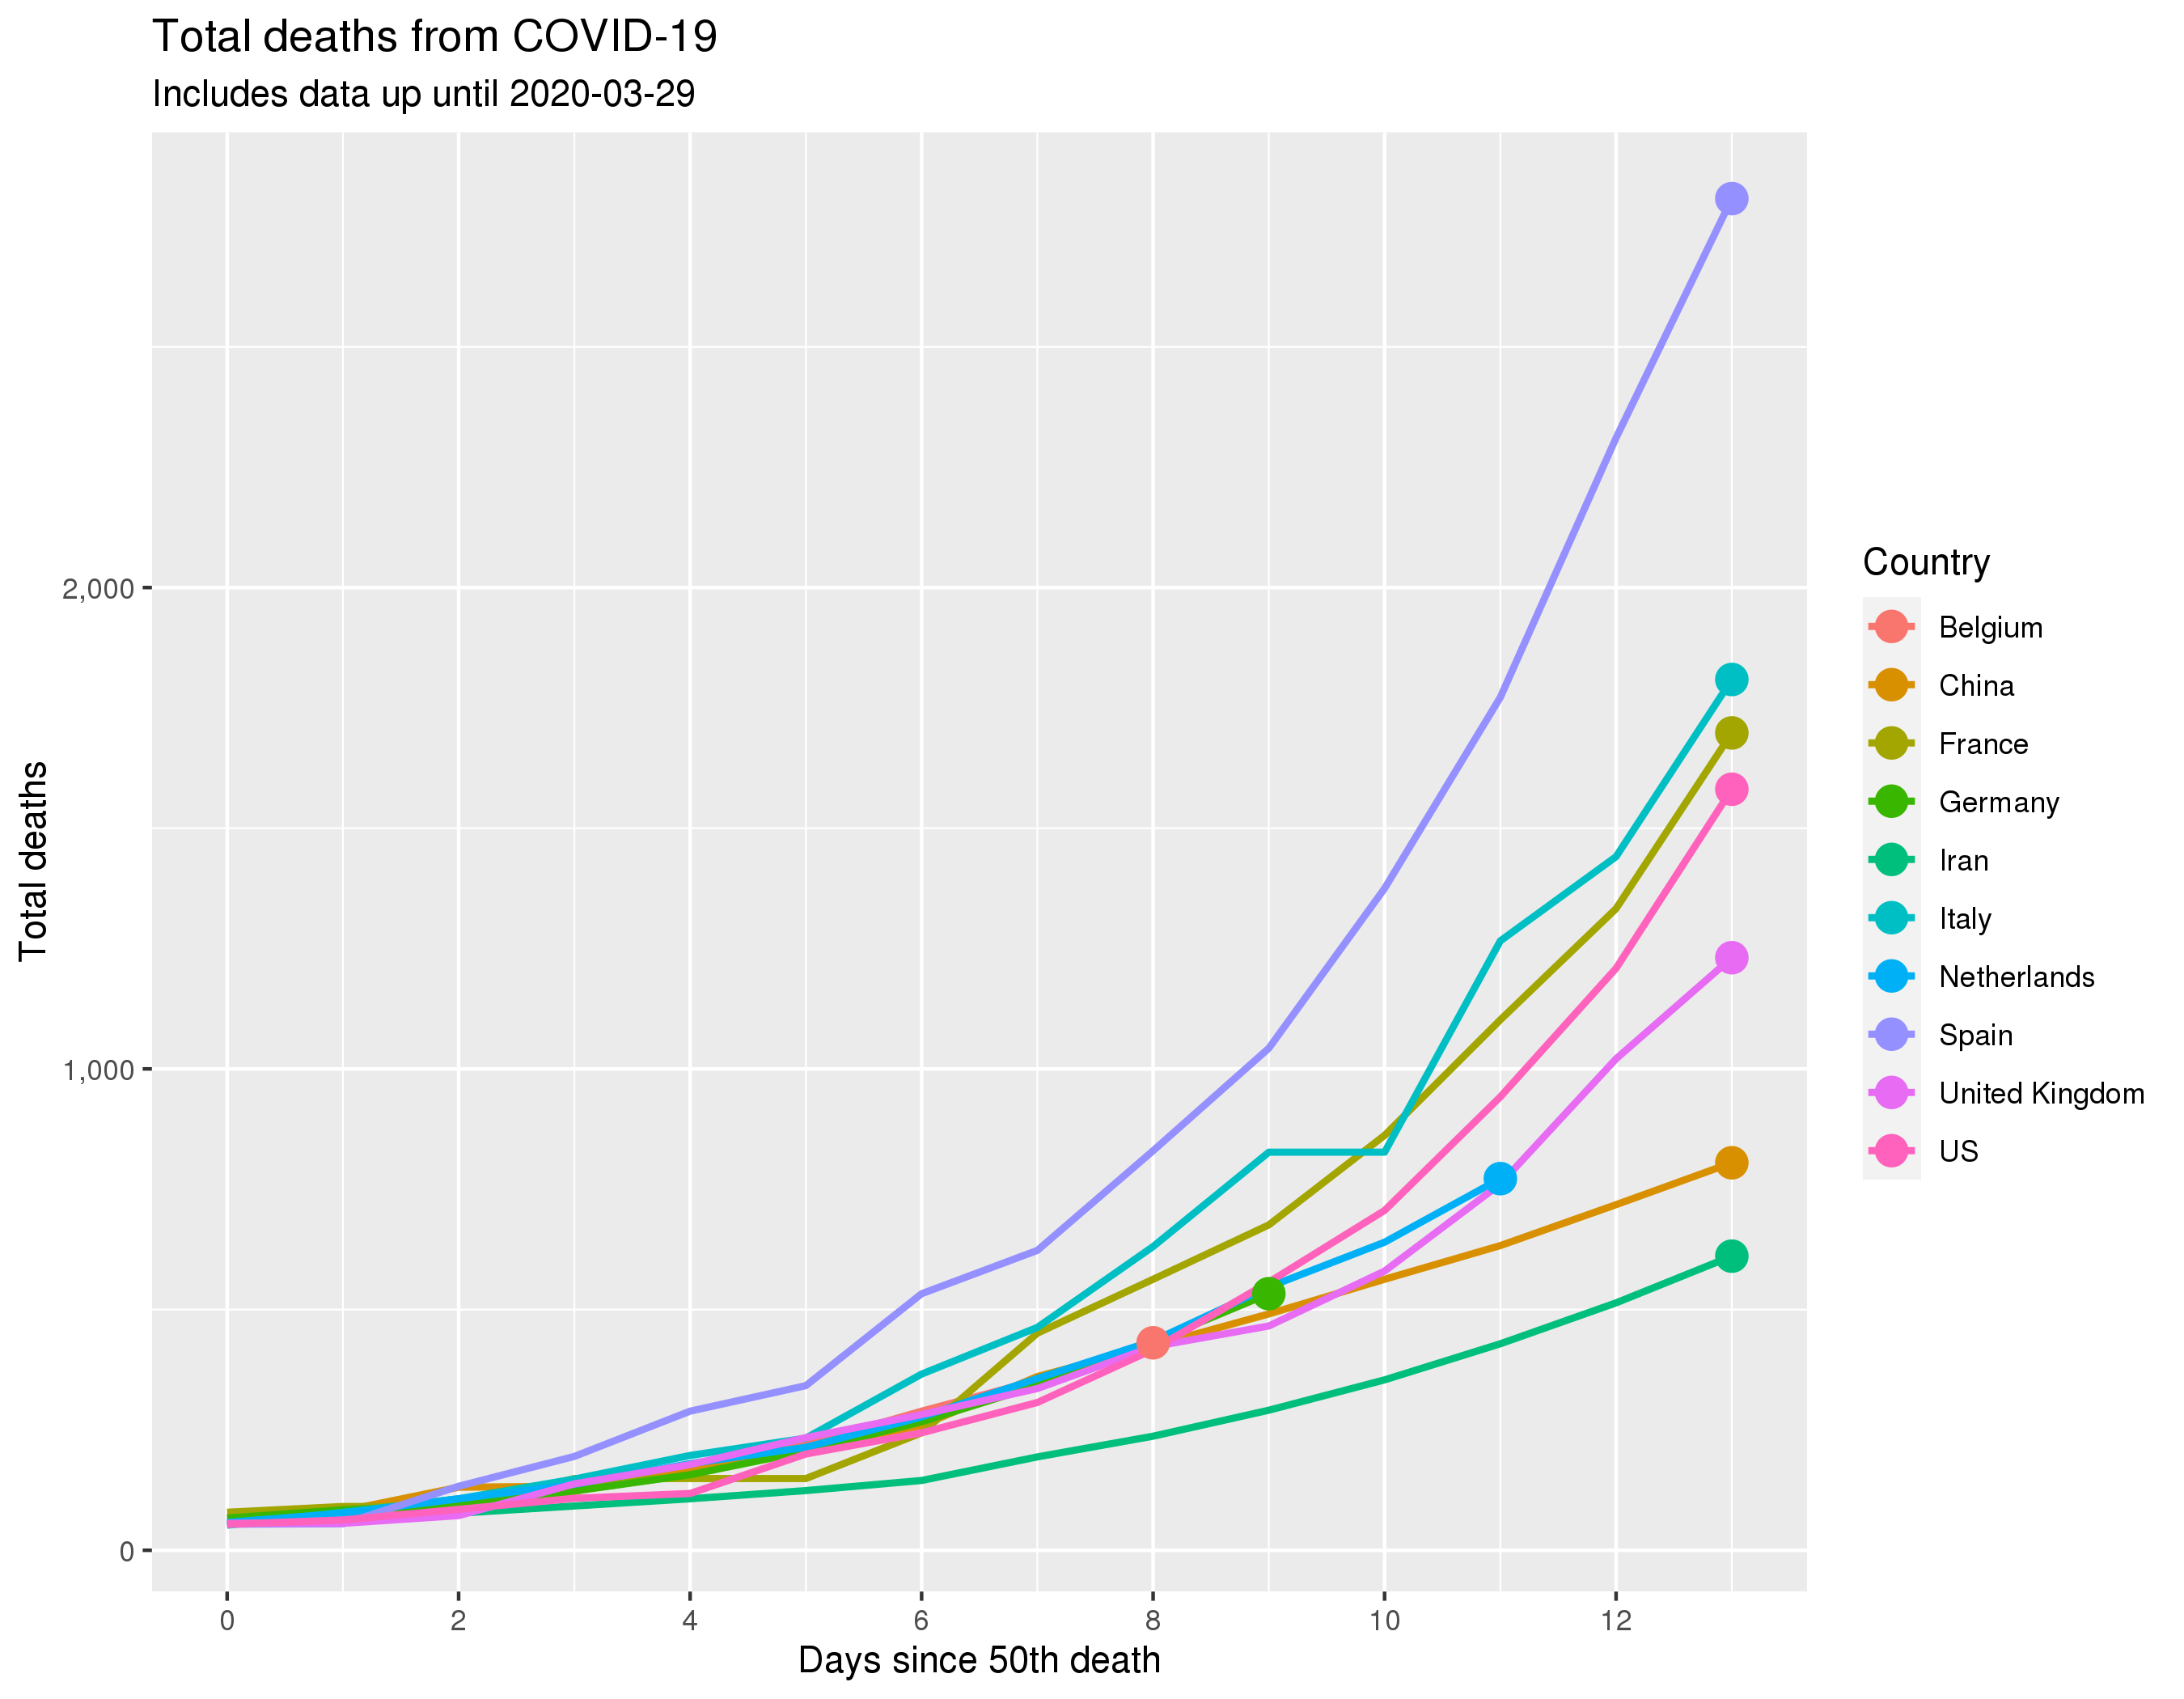 Total deaths from COVID-19
Includes data up until 2020-03-29
Total deaths
2,000
1,000
0
0 2 4 6 8 10 12
Days since 50th death
Country
Belgium
China
France
Germany
Iran
Italy
Netherlands
Spain
United Kingdom
US